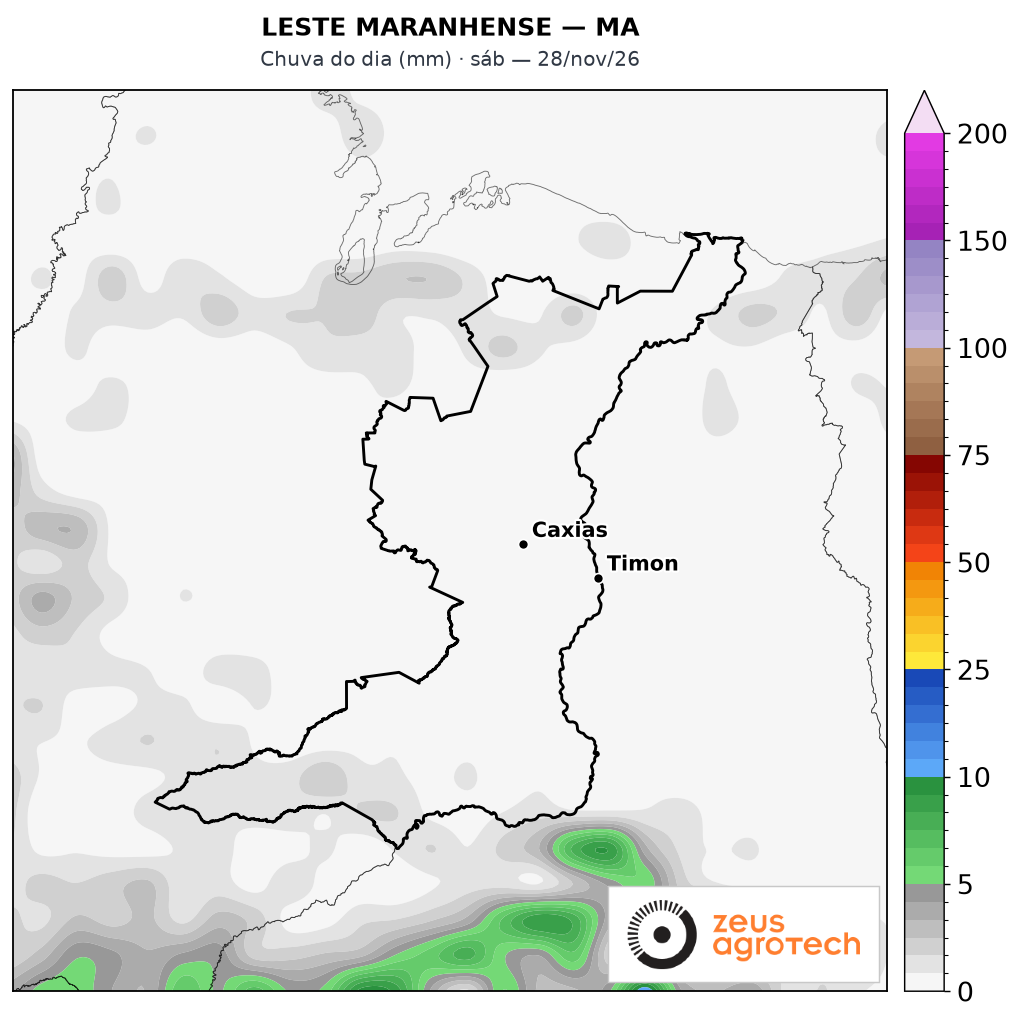 LESTE MARANHENSE — MA
Chuva do dia (mm) · sáb — 28/nov/26
200
150
100
75
50
25
10
5
0
Caxias
Timon
zeus
agrotech